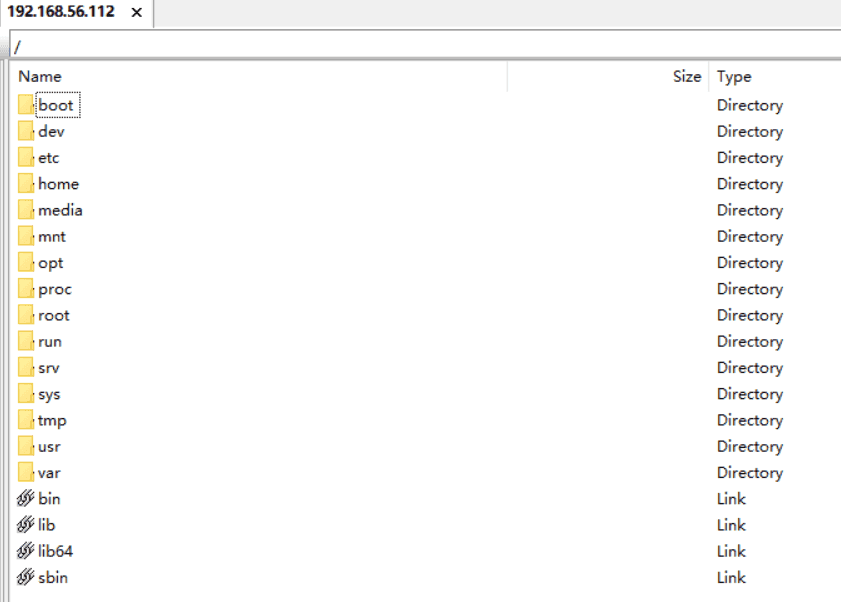 192.168.56.112 ×
/
Name Size Type
boot Directory
dev Directory
etc Directory
home Directory
media Directory
mnt Directory
opt Directory
proc Directory
root Directory
run Directory
srv Directory
sys Directory
tmp Directory
usr Directory
var Directory
bin Link
lib Link
lib64 Link
sbin Link